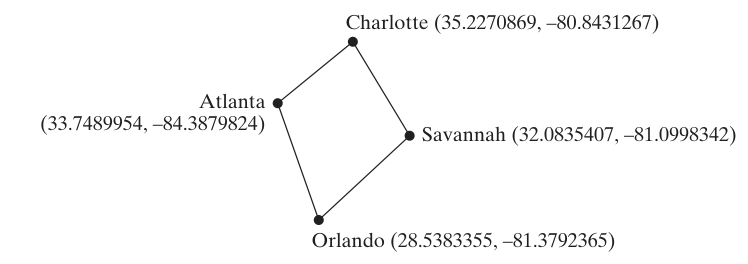 Charlotte (35.2270869, –80.8431267)
Atlanta
(33.7489954, –84.3879824)
Savannah (32.0835407, –81.0998342)
Orlando (28.5383355, –81.3792365)